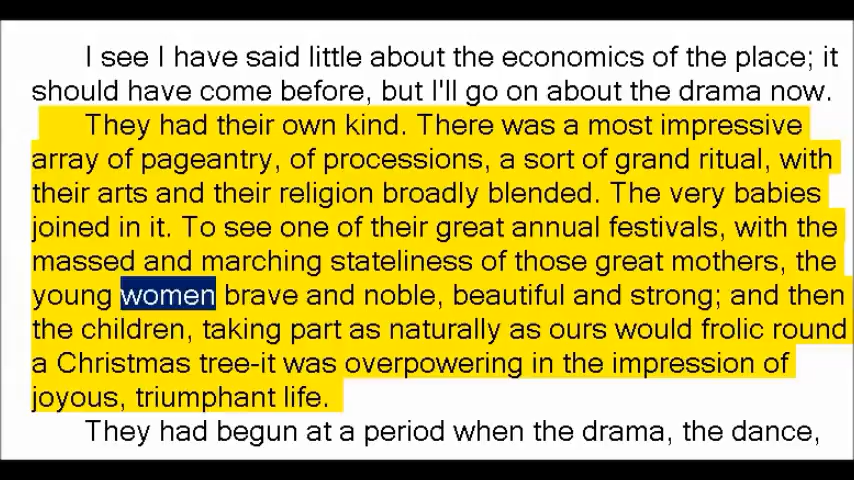 I see I have said little about the economics of the place; it
should have come before, but I'll go on about the drama now.
They had their own kind. There was a most impressive
array of pageantry, of processions, a sort of grand ritual, with
their arts and their religion broadly blended. The very babies
joined in it. To see one of their great annual festivals, with the
massed and marching stateliness of those great mothers, the
young women brave and noble, beautiful and strong; and then
the children, taking part as naturally as ours would frolic round
a Christmas tree-it was overpowering in the impression of
joyous, triumphant life.
They had begun at a period when the drama, the dance,